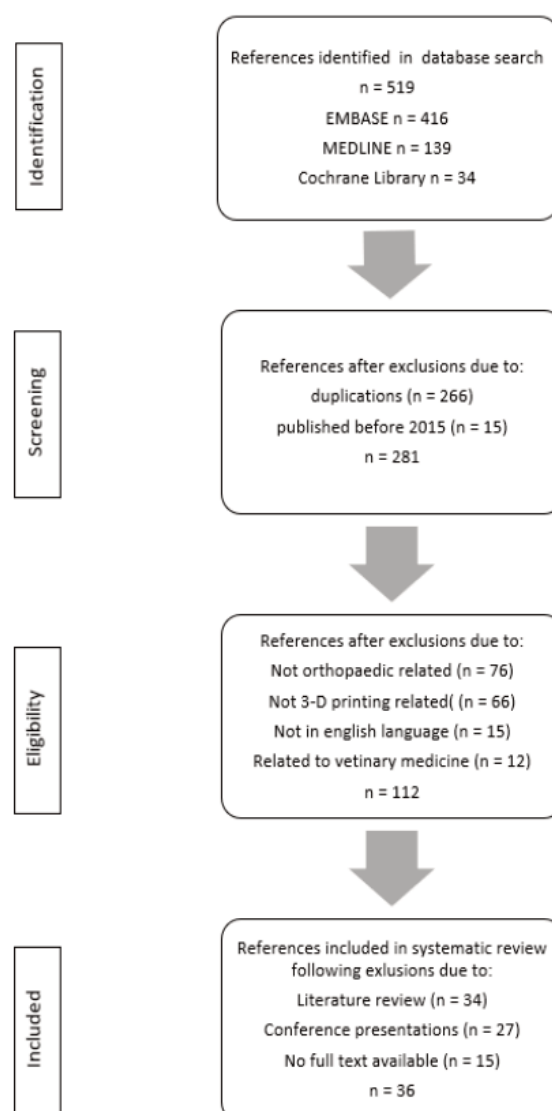 Identification
References identified in database search
n = 519
EMBASE n = 416
MEDLINE n = 139
Cochrane Library n = 34
Screening
References after exclusions due to:
duplications (n = 266)
published before 2015 (n = 15)
n = 281
Eligibility
References after exclusions due to:
Not orthopaedic related (n = 76)
Not 3-D printing related( (n = 66)
Not in english language (n = 15)
Related to vetinary medicine (n = 12)
n = 112
Included
References included in systematic review
following exlusions due to:
Literature review (n = 34)
Conference presentations (n = 27)
No full text available (n = 15)
n = 36